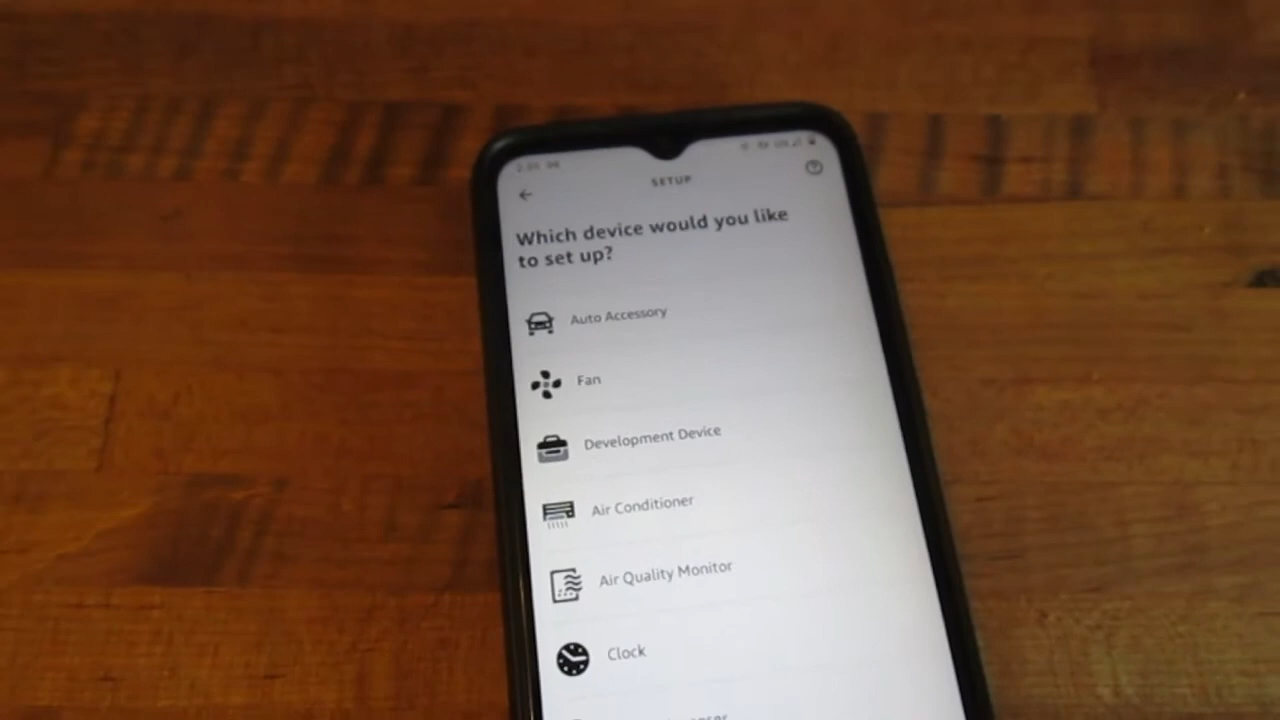 SETUP
Which device would you like
to set up?
Auto Accessory
Fan
Development Device
Air Conditioner
Air Quality Monitor
Clock